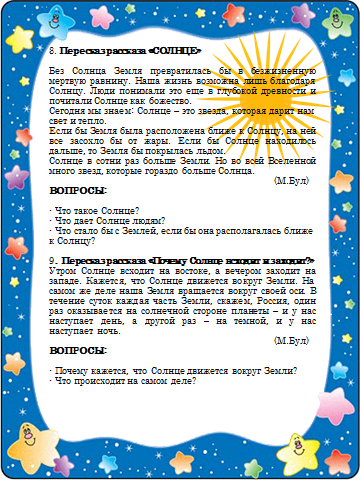 8. Пересказ рассказа «СОЛНЦЕ»
Без Солнца Земля превратилась бы в безжизненную
мертвую равнину. Наша жизнь возможна лишь благодаря
Солнцу. Люди понимали это еще в глубокой древности и
почитали Солнце как божество.
Сегодня мы знаем: Солнце – это звезда, которая дарит нам
свет и тепло.
Если бы Земля была расположена ближе к Солнцу, на ней
все засохло бы от жары. Если бы Солнце находилось
дальше, то Земля бы покрылась льдом.
Солнце в сотни раз больше Земли. Но во всей Вселенной
много звезд, которые гораздо больше Солнца.
(М.Бул)
ВОПРОСЫ:
· Что такое Солнце?
· Что дает Солнце людям?
· Что стало бы с Землей, если бы она располагалась ближе
к Солнцу?
9. Пересказ рассказа «Почему Солнце всходит и заходит?»
Утром Солнце всходит на востоке, а вечером заходит на
западе. Кажется, что Солнце движется вокруг Земли. На
самом же деле наша Земля вращается вокруг своей оси. В
течение суток каждая часть Земли, скажем, Россия, один
раз оказывается на солнечной стороне планеты – и у нас
наступает день, а другой раз – на темной, и у нас
наступает ночь.
(М.Бул)
ВОПРОСЫ:
· Почему кажется, что Солнце движется вокруг Земли?
· Что происходит на самом деле?